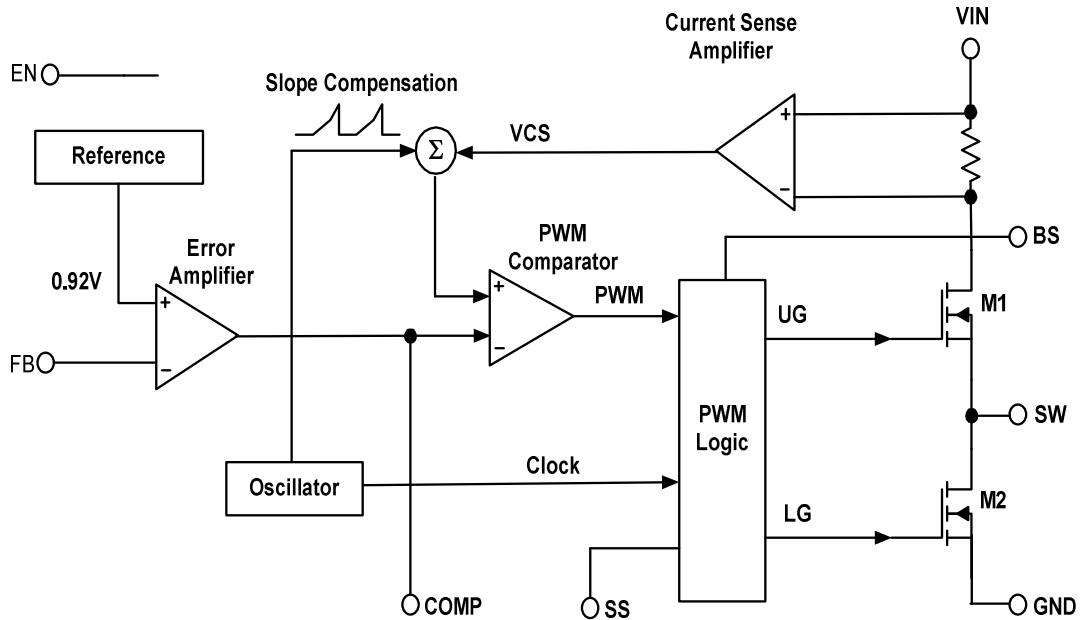 Current Sense
Amplifier
VIN
EN
Slope Compensation
+
−
Reference
Σ
VCS
BS
Error
Amplifier
0.92V
+
−
PWM
Comparator
+
−
PWM
UG
M1
FB
PWM
Logic
SW
Oscillator
Clock
LG
M2
COMP
SS
GND